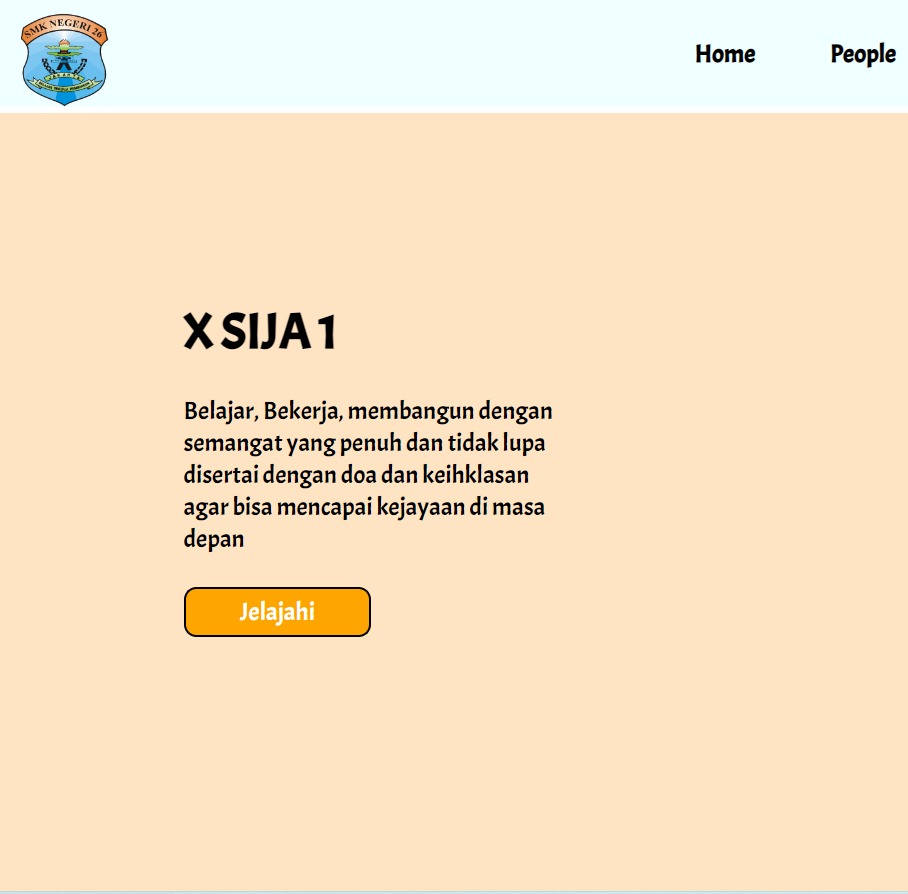 SMK NEGERI 26
Home
People
X SIJA 1
Belajar, Bekerja, membangun dengan
semangat yang penuh dan tidak lupa
disertai dengan doa dan keihklasan
agar bisa mencapai kejayaan di masa
depan
Jelajahi